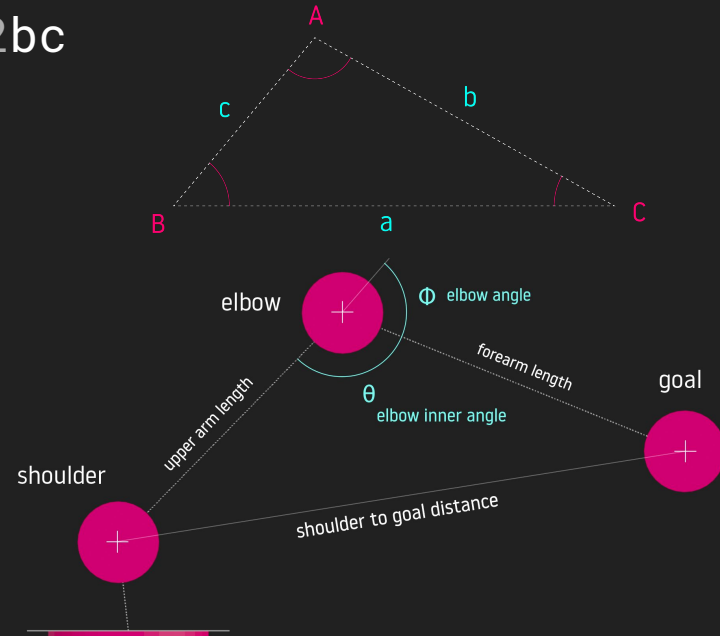 2bc
A
c
b
B
C
a
elbow
Φ elbow angle
forearm length
goal
θ
elbow inner angle
upper arm length
shoulder
shoulder to goal distance